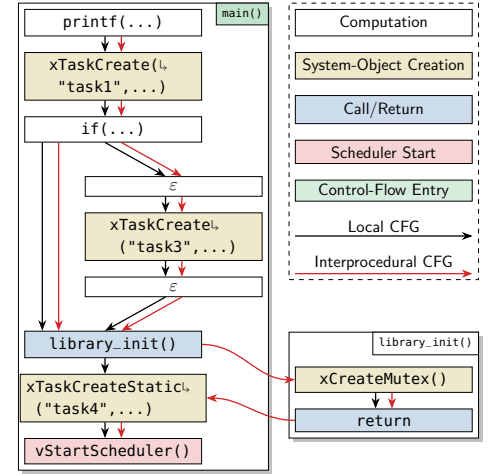 main()
printf(...)
xTaskCreate(↳
"task1",...)
if(...)
ε
xTaskCreate↳
("task3",...)
ε
library_init()
xTaskCreateStatic↳
("task4",...)
vStartScheduler()
Computation
System-Object Creation
Call/Return
Scheduler Start
Control-Flow Entry
Local CFG
Interprocedural CFG
library_init()
xCreateMutex()
return